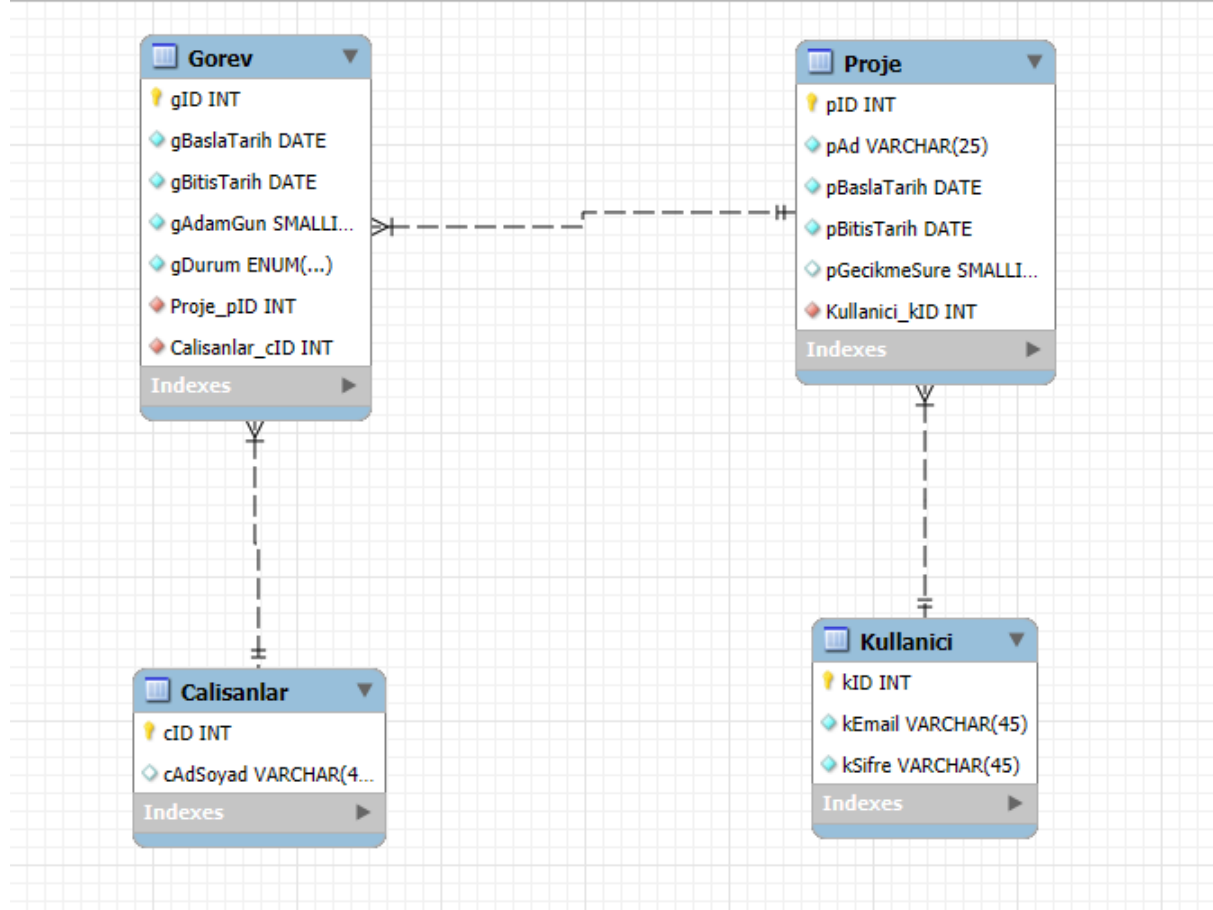 Gorev
gID INT
gBaslaTarih DATE
gBitisTarih DATE
gAdamGun SMALLI...
gDurum ENUM(...)
Proje_pID INT
Calisanlar_cID INT
Indexes
Proje
pID INT
pAd VARCHAR(25)
pBaslaTarih DATE
pBitisTarih DATE
pGecikmeSure SMALLI...
Kullanici_kID INT
Indexes
Calisanlar
cID INT
cAdSoyad VARCHAR(4...
Indexes
Kullanici
kID INT
kEmail VARCHAR(45)
kSifre VARCHAR(45)
Indexes